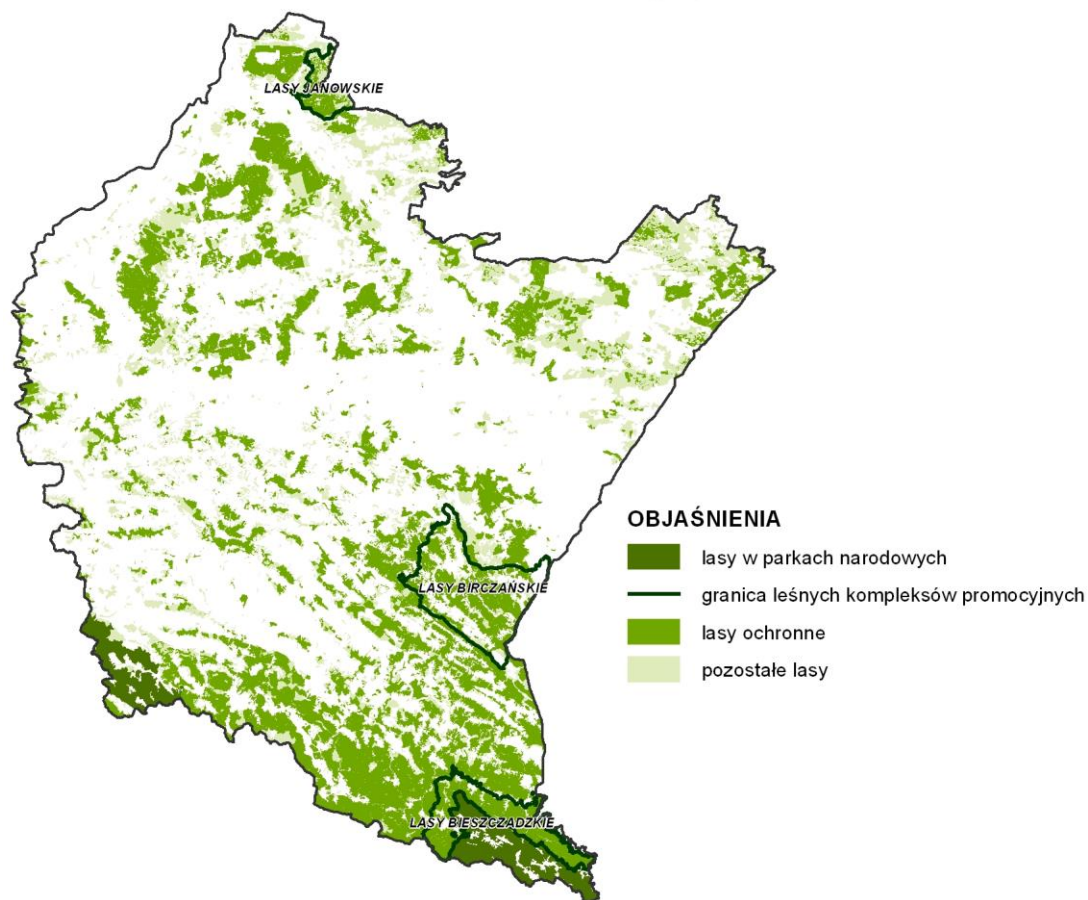 LASY JANOWSKIE
OBJAŚNIENIA
lasy w parkach narodowych
LASY BIRCZAŃSKIE
granica leśnych kompleksów promocyjnych
lasy ochronne
pozostałe lasy
LASY BIESZCZADZKIE